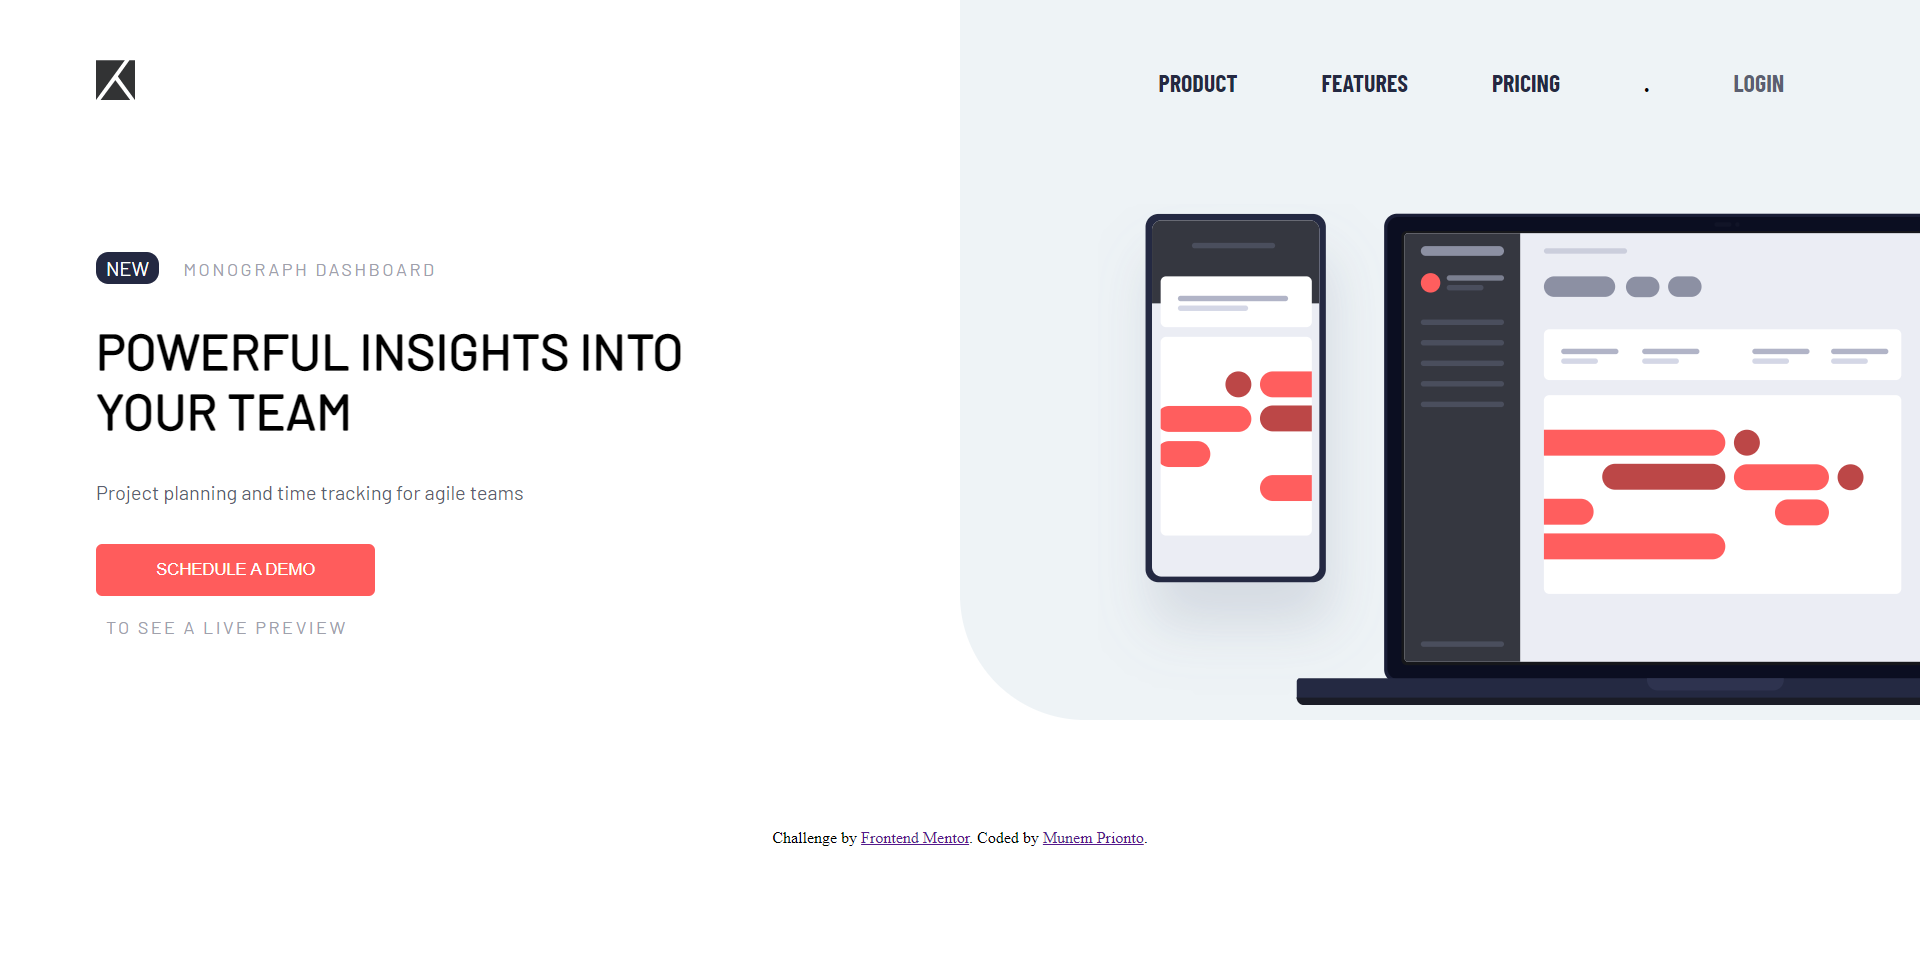 PRODUCT FEATURES PRICING . LOGIN
NEW MONOGRAPH DASHBOARD
POWERFUL INSIGHTS INTO
YOUR TEAM
Project planning and time tracking for agile teams
SCHEDULE A DEMO
TO SEE A LIVE PREVIEW
Challenge by Frontend Mentor. Coded by Munem Prionto.